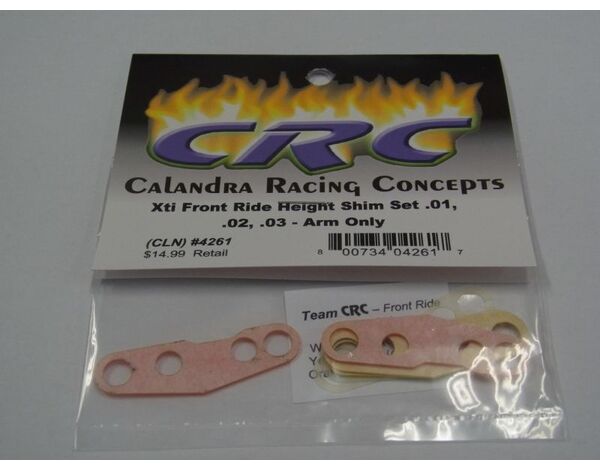 CRC
Calandra Racing Concepts
Xti Front Ride Height Shim Set .01,
.02, .03 - Arm Only
(CLN) #4261
$14.99 Retail
8 00734 04261 7
Team CRC – Front Ride